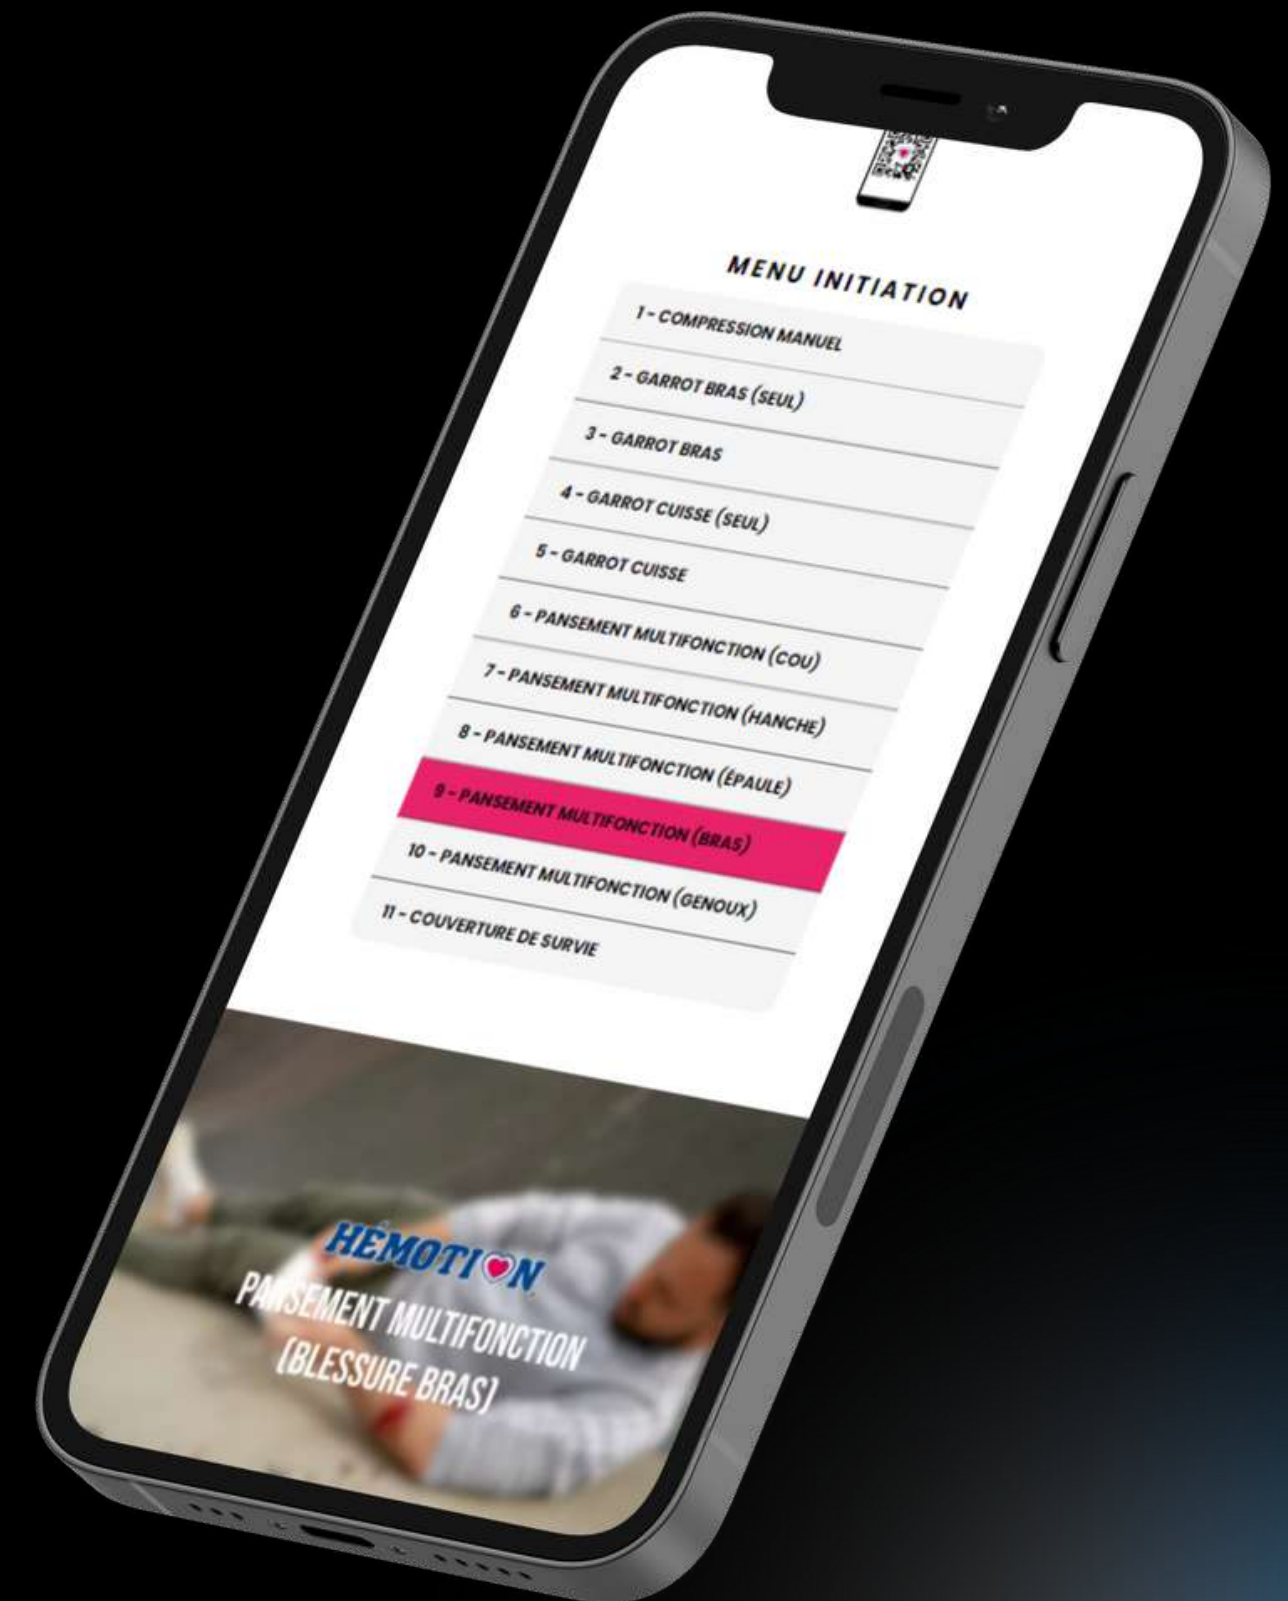 MENU INITIATION
1 - COMPRESSION MANUEL
2 - GARROT BRAS (SEUL)
3 - GARROT BRAS
4 - GARROT CUISSE (SEUL)
5 - GARROT CUISSE
6 - PANSEMENT MULTIFONCTION (COU)
7 - PANSEMENT MULTIFONCTION (HANCHE)
8 - PANSEMENT MULTIFONCTION (ÉPAULE)
9 - PANSEMENT MULTIFONCTION (BRAS)
10 - PANSEMENT MULTIFONCTION (GENOUX)
11 - COUVERTURE DE SURVIE
HÉMOTION
PANSEMENT MULTIFONCTION
(BLESSURE BRAS)